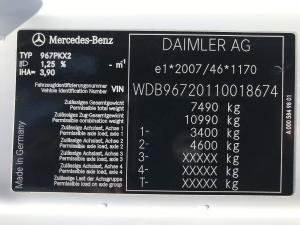 Mercedes-Benz
DAIMLER AG
TYP 967PKX2
1,25 % - m⁻¹
IHA= 3,90
e1*2007/46*1170
Fahrzeugidentifizierungsnummer
Vehicle Identification Number VIN
WDB96720110018674
Zulässiges Gesamtgewicht
Permissible total weight
7490 kg
Zulässiges Zuggesamtgewicht
Permissible combination weight
10990 kg
Zulässige Achslast, Achse 1
Permissible axle load, axle 1
1- 3400 kg
Zulässige Achslast, Achse 2
Permissible axle load, axle 2
2- 4600 kg
Zulässige Achslast, Achse 3
Permissible axle load, axle 3
3- XXXXX kg
Zulässige Achslast, Achse 4
Permissible axle load, axle 4
4- XXXXX kg
Zulässige Last der Achsgruppe
Permissible load on axle group
T- XXXXX kg
Made in Germany
A 000 584 98 01